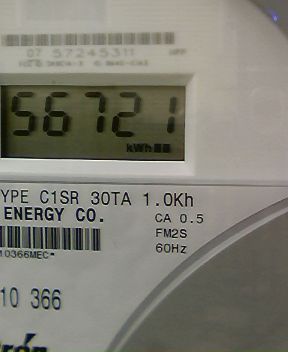 07 57245311
56721
kWh
YPE C1SR 30TA 1.0Kh
ENERGY CO.
CA 0.5
FM2S
10366MEC*
60Hz
10 366
rón